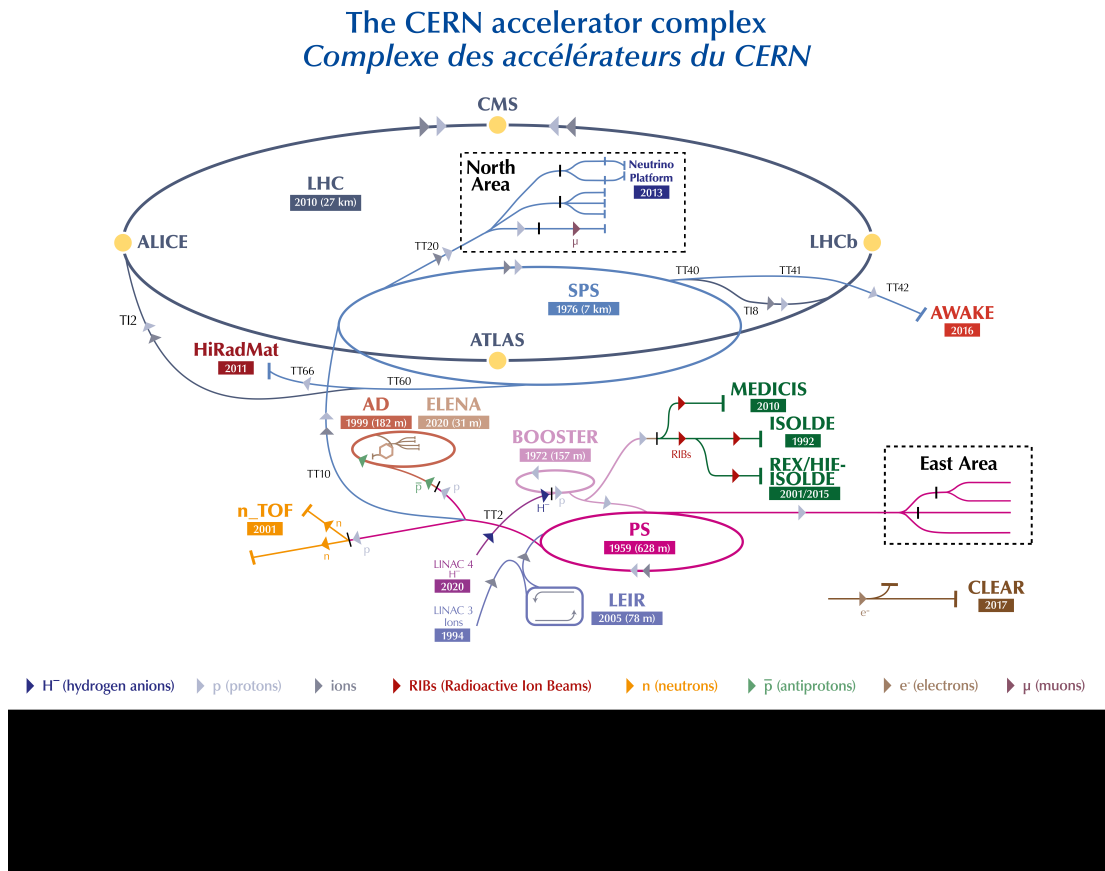 The CERN accelerator complex
Complexe des accélérateurs du CERN
CMS
North
Area
Neutrino
Platform
2013
LHC
2010 (27 km)
μ
ALICE
LHCb
TT20
TT40
TT41
TT42
SPS
1976 (7 km)
TI8
TI2
AWAKE
2016
ATLAS
HiRadMat
2011
TT66
TT60
MEDICIS
2010
AD
1999 (182 m)
ELENA
2020 (31 m)
ISOLDE
1992
BOOSTER
1972 (157 m)
RIBs
REX/HIE-
ISOLDE
2001/2015
East Area
TT10
p̅
p
H⁻
p
n_TOF
2001
TT2
n
n
p
PS
1959 (628 m)
LINAC 4
H⁻
2020
LINAC 3
Ions
1994
LEIR
2005 (78 m)
CLEAR
2017
e⁻
H⁻ (hydrogen anions)
p (protons)
ions
RIBs (Radioactive Ion Beams)
n (neutrons)
p̅ (antiprotons)
e⁻ (electrons)
μ (muons)